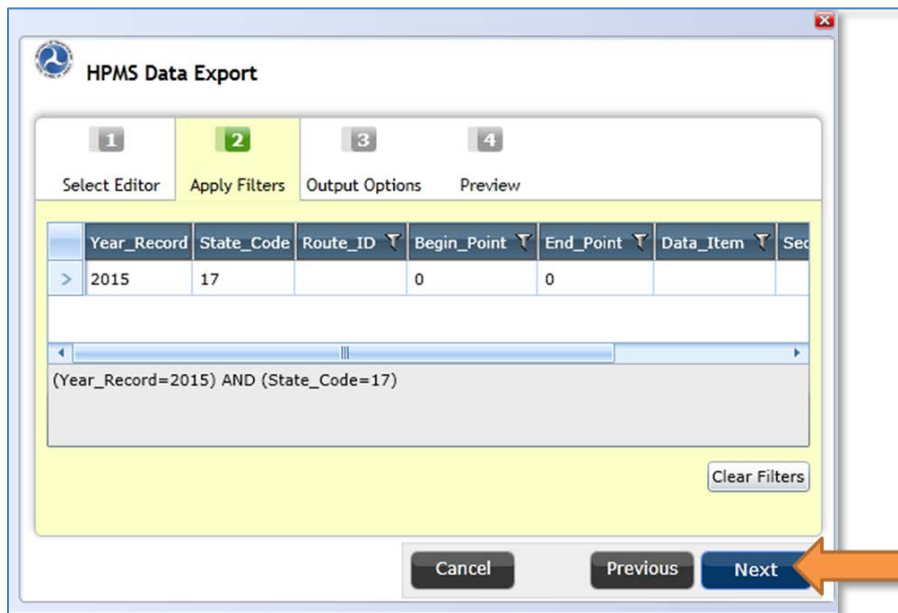 HPMS Data Export
1 2 3 4
Select Editor Apply Filters Output Options Preview
Year_Record State_Code Route_ID Begin_Point End_Point Data_Item Sec
> 2015 17 0 0
(Year_Record=2015) AND (State_Code=17)
Clear Filters
Cancel Previous Next